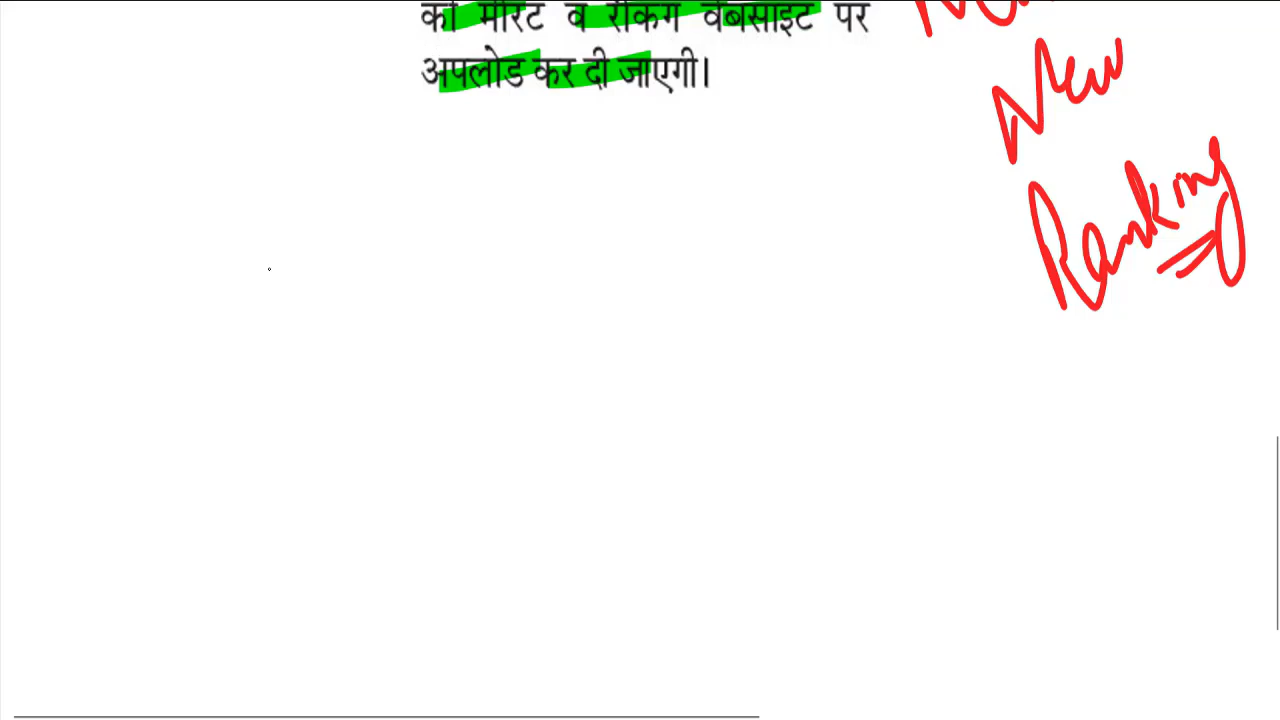 की मेरिट व रैंकिंग वेबसाइट पर
अपलोड कर दी जाएगी।
New
Ranking